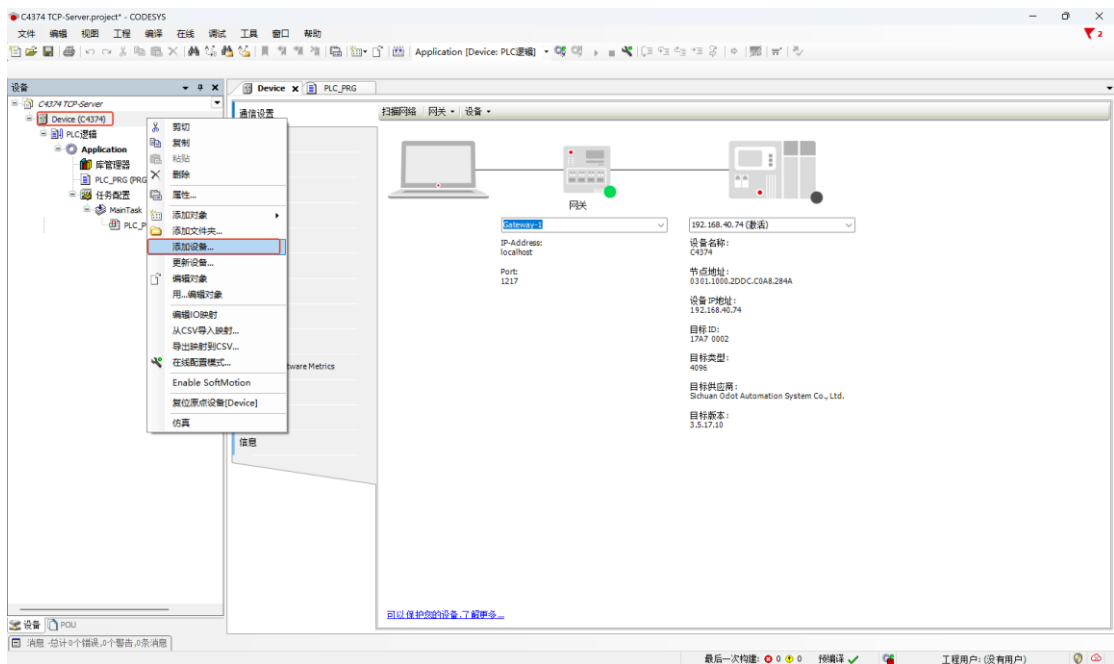 C4374 TCP-Server.project* - CODESYS
文件 编辑 视图 工程 编译 在线 调试 工具 窗口 帮助
2
Application [Device: PLC逻辑]
设备
Device
PLC_PRG
C4374 TCP-Server
Device (C4374)
PLC逻辑
Application
库管理器
PLC_PRG (PRG
任务配置
MainTask
PLC_P
剪切
复制
粘贴
删除
属性...
添加对象
添加文件夹...
添加设备...
更新设备...
编辑对象
用...编辑对象
编辑IO映射
从CSV导入映射...
导出映射到CSV...
在线配置模式...
Enable SoftMotion
复位原点设备[Device]
仿真
通信设置
tware Metrics
信息
扫描网络 网关 设备
网关
Gateway-1
IP-Address:
localhost
Port:
1217
192.168.40.74 (激活)
设备名称:
C4374
节点地址:
0301.1000.2DDC.C0A8.284A
设备 IP地址:
192.168.40.74
目标 ID:
17A7 0002
目标类型:
4096
目标供应商:
Sichuan Odot Automation System Co., Ltd.
目标版本:
3.5.17.10
可以保护您的设备.了解更多...
设备 POU
消息 -总计0个错误,0个警告,0条消息
最后一次构建: 0 0 预编译 工程用户: (没有用户)